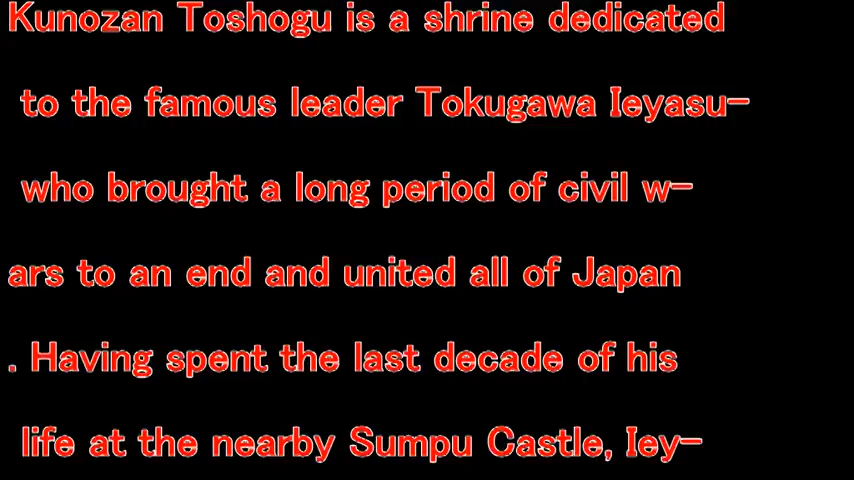 Kunozan Toshogu is a shrine dedicated
to the famous leader Tokugawa Ieyasu-
who brought a long period of civil w-
ars to an end and united all of Japan
. Having spent the last decade of his
life at the nearby Sumpu Castle, Iey-